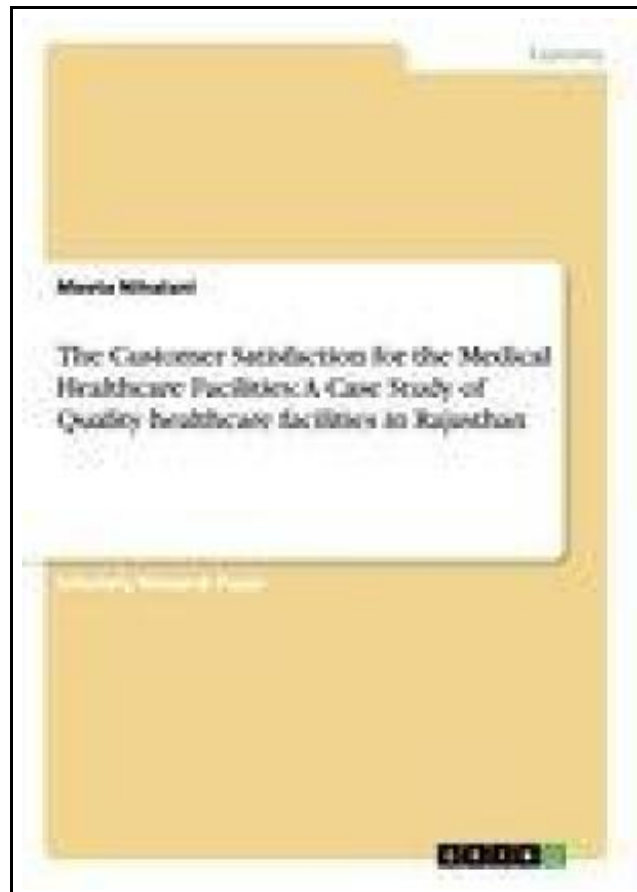 Meeta Nihalani
The Customer Satisfaction for the Medical
Healthcare Facilities: A Case Study of
Quality healthcare facilities in Rajasthan